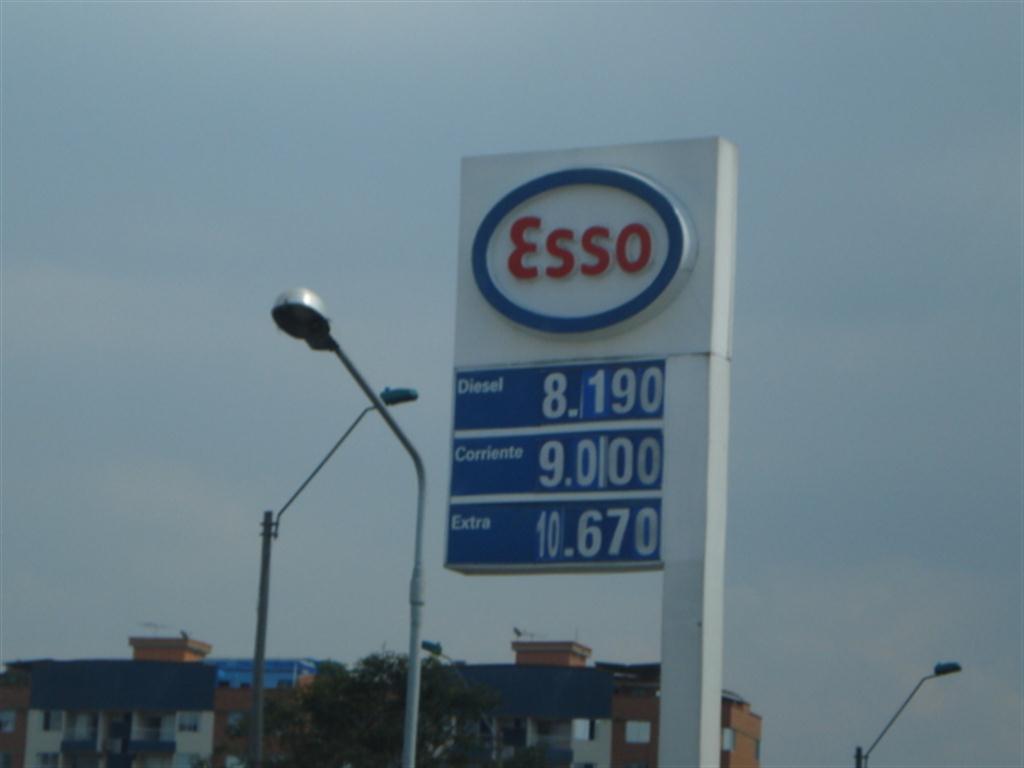 Esso
Diesel 8.190
Corriente 9.000
Extra 10.670